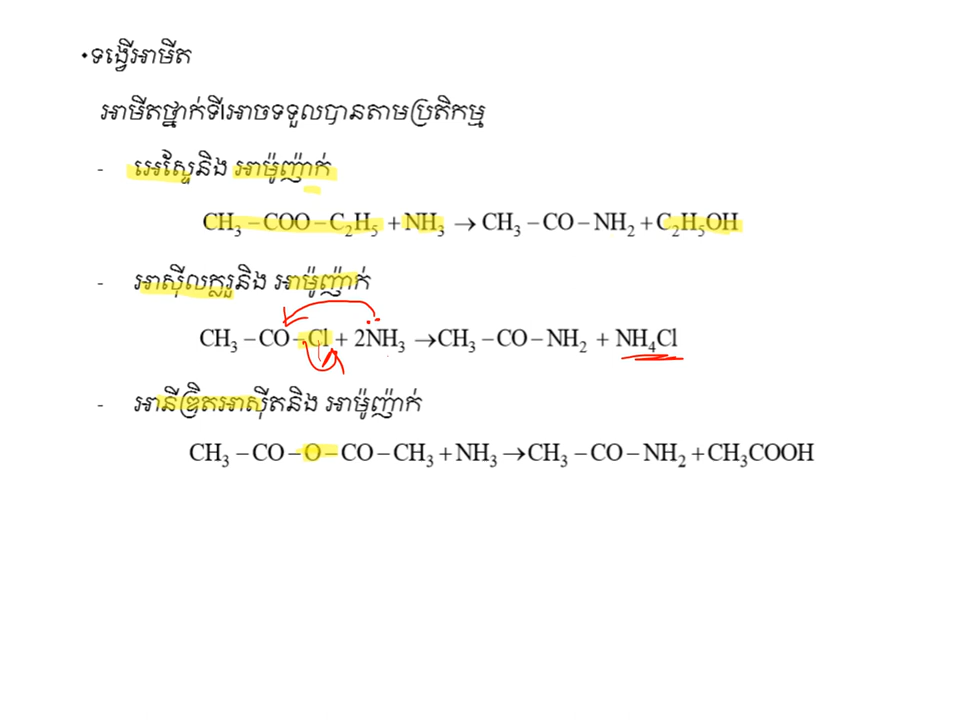 •ទង្វើអាមីត
អាមីតថ្នាក់ទីIអាចទទួលបានតាមប្រតិកម្ម
- អេស្ទែនិង អាម៉ូញ៉ាក់
CH₃ – COO – C₂H₅ + NH₃ → CH₃ – CO – NH₂ + C₂H₅OH
- អាស៊ីលក្លរួនិង អាម៉ូញ៉ាក់
CH₃ – CO – Cl + 2NH₃ → CH₃ – CO – NH₂ + NH₄Cl
- អានីឌ្រិតអាស៊ីតនិង អាម៉ូញ៉ាក់
CH₃ – CO – O – CO – CH₃ + NH₃ → CH₃ – CO – NH₂ + CH₃COOH